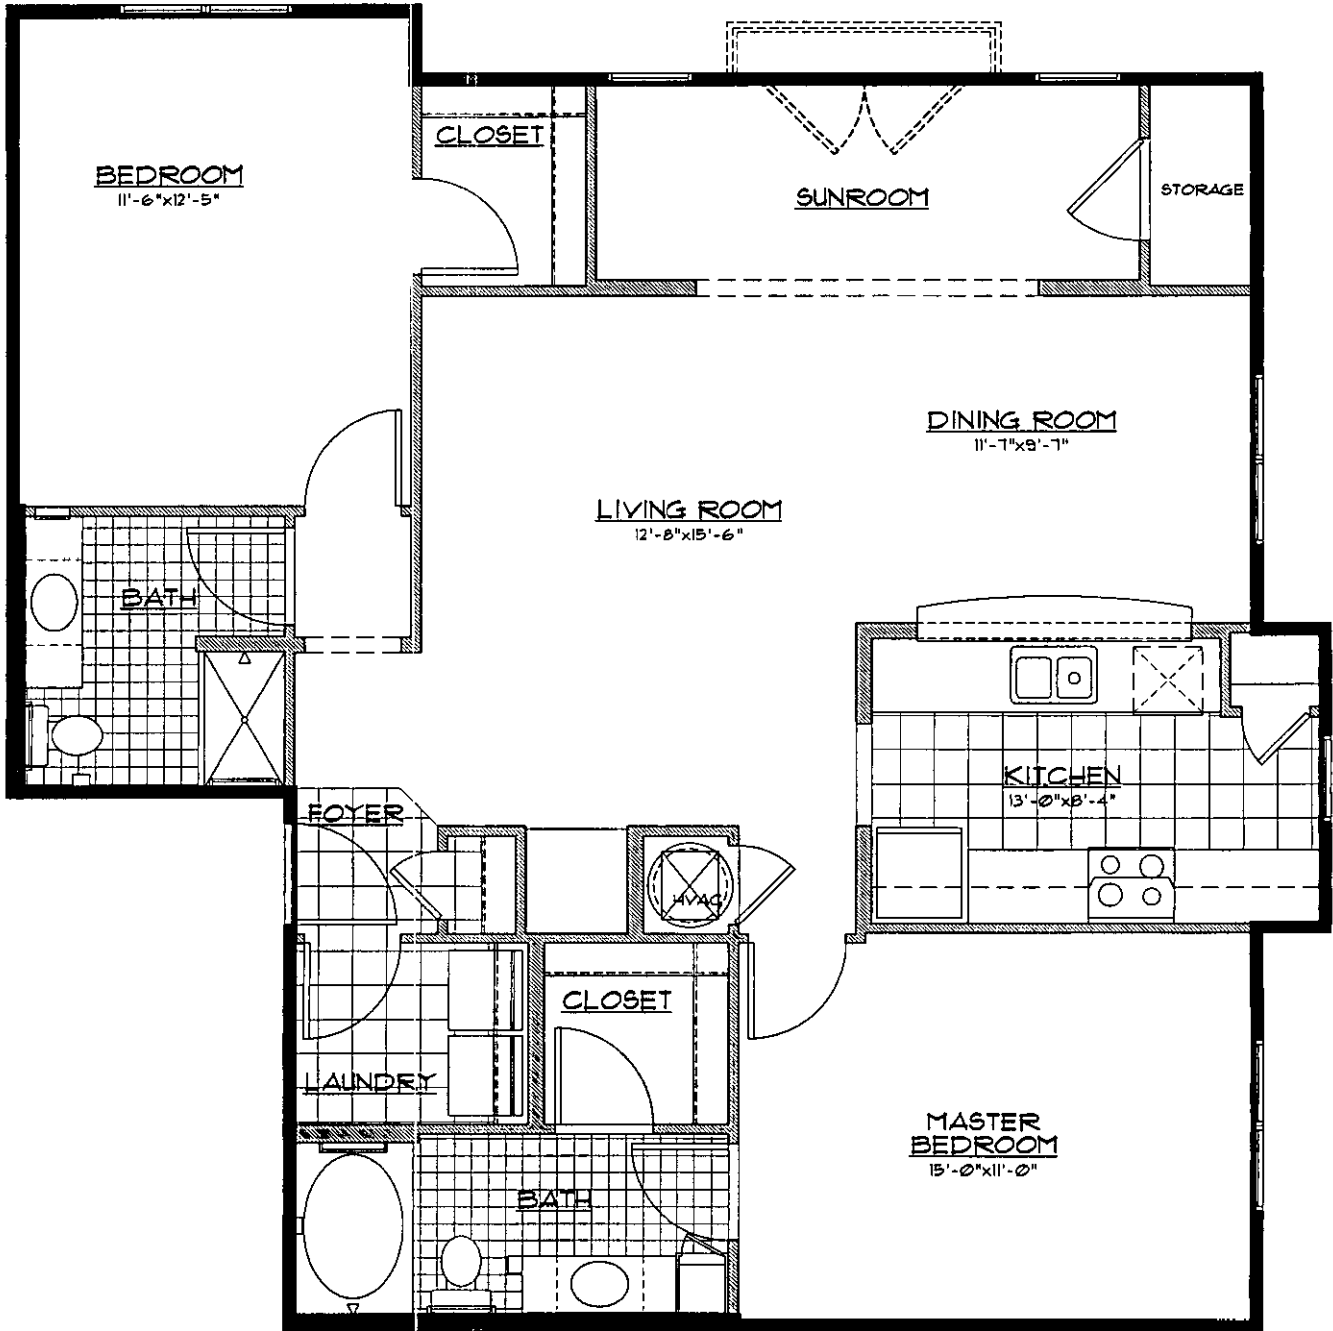 CLOSET
BEDROOM
11'-6"x12'-5"
SUNROOM
STORAGE
DINING ROOM
11'-7"x9'-7"
LIVING ROOM
12'-8"x15'-6"
BATH
KITCHEN
13'-0"x8'-4"
FOYER
HVAC
CLOSET
LAUNDRY
MASTER
BEDROOM
15'-0"x11'-0"
BATH